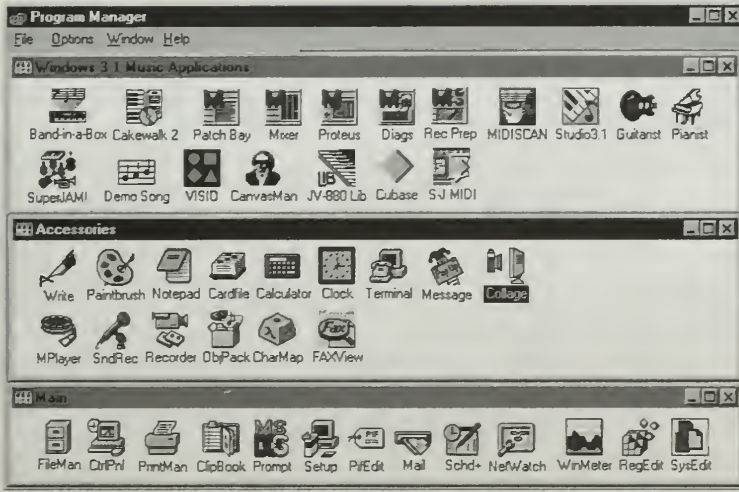 Program Manager
File Options Window Help
Windows 3.1 Music Applications
Band-in-a-Box Cakewalk 2 Patch Bay Mixer Proteus Diags Rec Prep MIDISCAN Studio3.1 Guitarist Pianist
SuperJAM! Demo Song VISIO CanvasMan JV-880 Lib Cubase S-J MIDI
Accessories
Write Paintbrush Notepad Cardfile Calculator Clock Terminal Message Collage
MPlayer SndRec Recorder ObjPack CharMap FAXView
Main
FileMan CtrlPnl PrintMan ClipBook Prompt Setup PifEdit Mail Schd+ NetWatch WinMeter RegEdit SysEdit